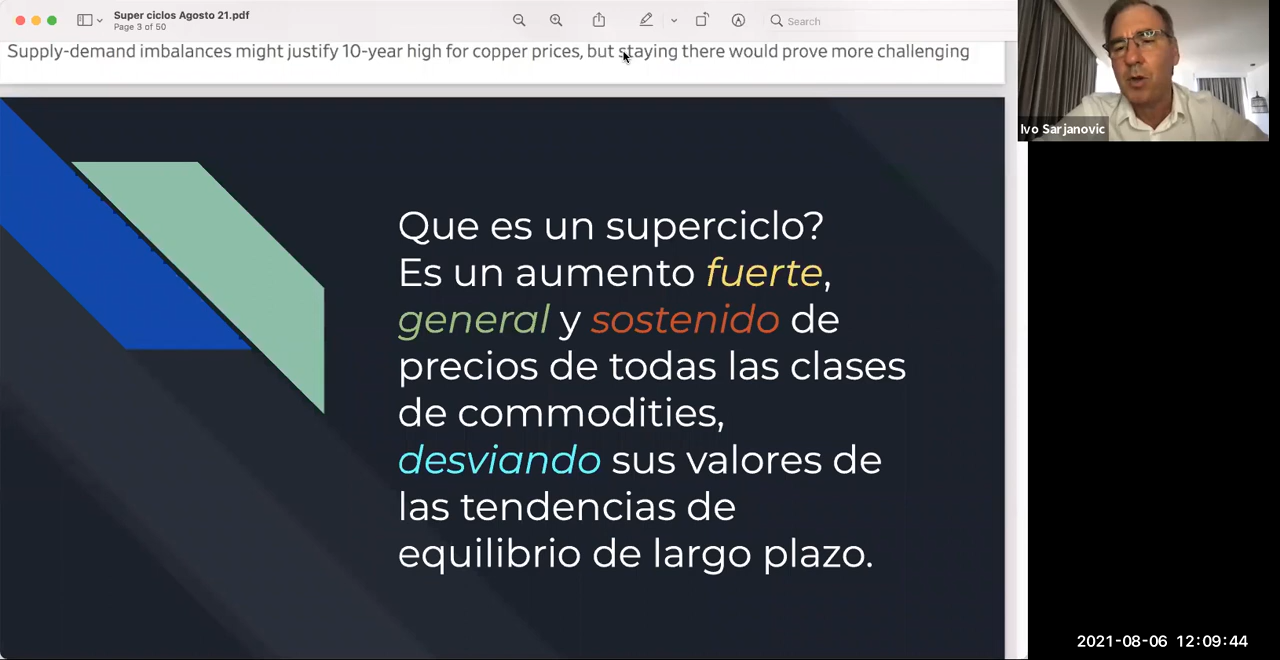 Super ciclos Agosto 21.pdf
Page 3 of 50
Search
Supply-demand imbalances might justify 10-year high for copper prices, but staying there would prove more challenging
Ivo Sarjanovic
Que es un superciclo?
Es un aumento fuerte,
general y sostenido de
precios de todas las clases
de commodities,
desviando sus valores de
las tendencias de
equilibrio de largo plazo.
2021-08-06 12:09:44